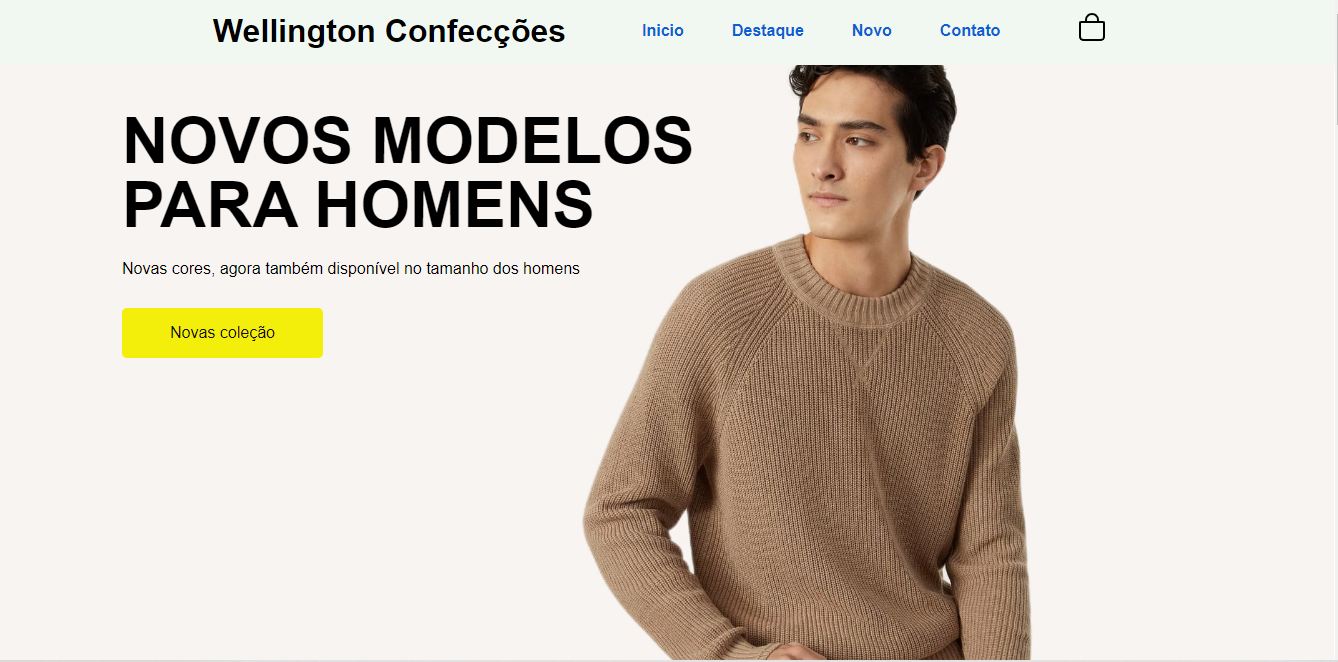 Wellington Confecções
Inicio Destaque Novo Contato
NOVOS MODELOS
PARA HOMENS
Novas cores, agora também disponível no tamanho dos homens
Novas coleção